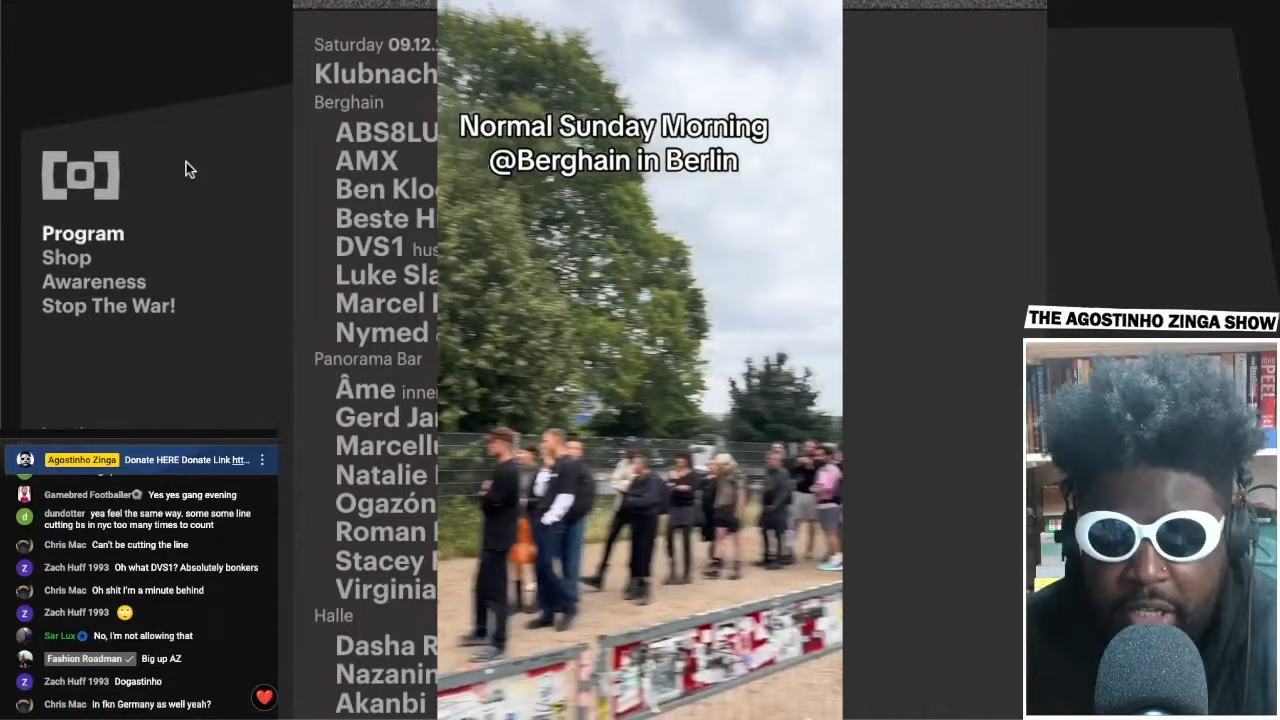 Program
Shop
Awareness
Stop The War!
Saturday 09.12.
Klubnach
Berghain
ABS8LU
AMX
Ben Klo
Beste H
DVS1 hus
Luke Sla
Marcel
Nymed
Panorama Bar
Âme inne
Gerd Ja
Marcell
Natalie
Ogazón
Roman
Stacey
Virginia
Halle
Dasha R
Nazanin
Akanbi
Normal Sunday Morning
@Berghain in Berlin
THE AGOSTINHO ZINGA SHOW
JOHN PEEL
Agostinho Zinga Donate HERE Donate Link htt...
Gamebred Footballer Yes yes gang evening
dundotter yea feel the same way. some some line
cutting bs in nyc too many times to count
Chris Mac Can't be cutting the line
Zach Huff 1993 Oh what DVS1? Absolutely bonkers
Chris Mac Oh shit I'm a minute behind
Zach Huff 1993
Sar Lux No, I'm not allowing that
Fashion Roadman Big up AZ
Zach Huff 1993 Dogastinho
Chris Mac In fkn Germany as well yeah?